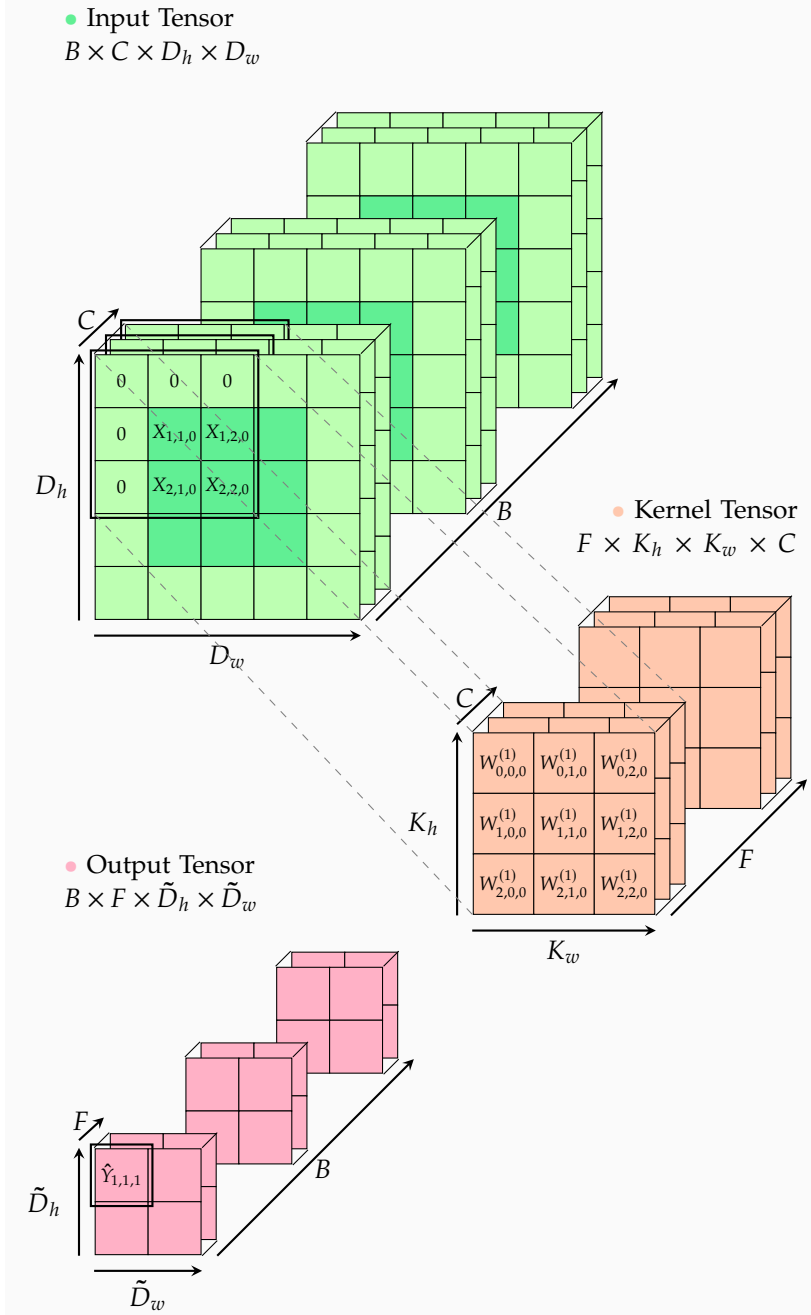 Input Tensor
B × C × D_h × D_w
C
0 0 0
0 X_{1,1,0} X_{1,2,0}
0 X_{2,1,0} X_{2,2,0}
D_h
B
D_w
Kernel Tensor
F × K_h × K_w × C
C
W^{(1)}_{0,0,0} W^{(1)}_{0,1,0} W^{(1)}_{0,2,0}
W^{(1)}_{1,0,0} W^{(1)}_{1,1,0} W^{(1)}_{1,2,0}
W^{(1)}_{2,0,0} W^{(1)}_{2,1,0} W^{(1)}_{2,2,0}
K_h
F
K_w
Output Tensor
B × F × D̃_h × D̃_w
F
Ŷ_{1,1,1}
D̃_h
B
D̃_w